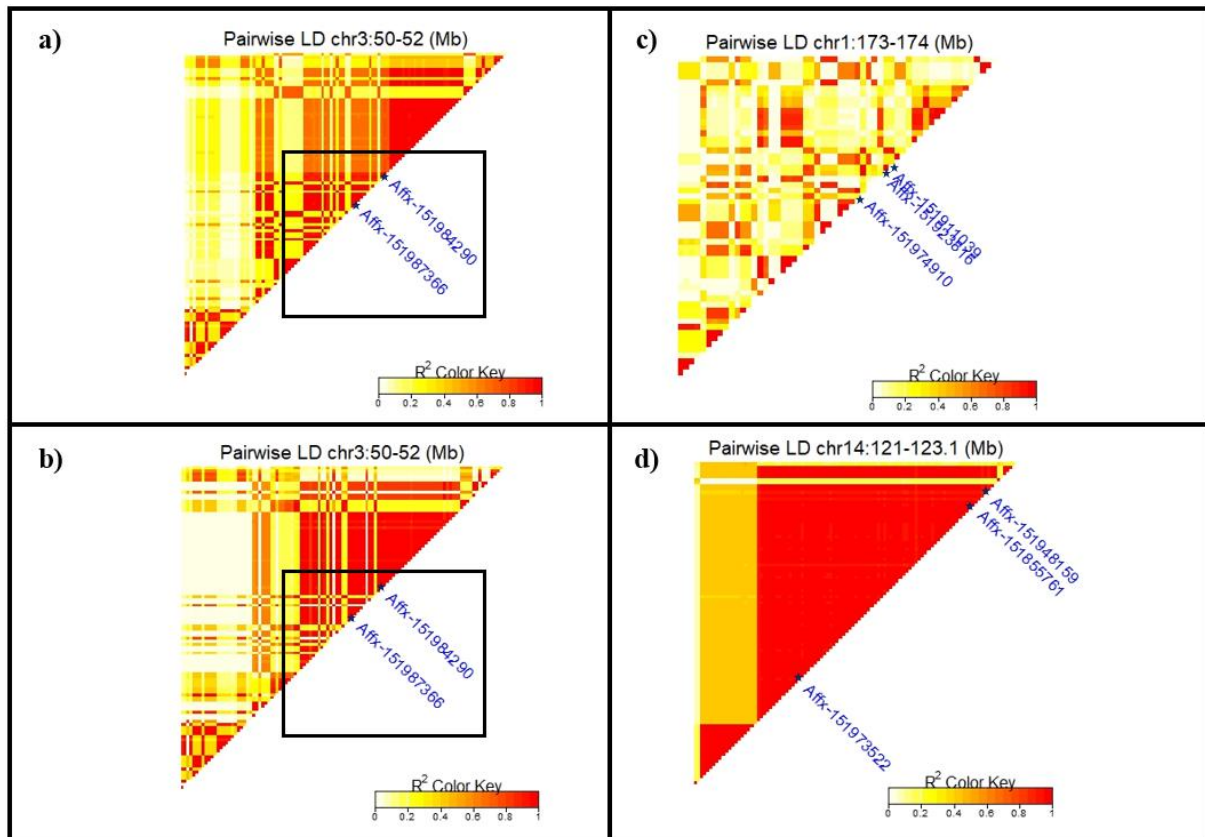 a)
Pairwise LD chr3:50-52 (Mb)
Affx-151984290
Affx-151987366
R2 Color Key
0 0.2 0.4 0.6 0.8 1
c)
Pairwise LD chr1:173-174 (Mb)
Affx-151911039
Affx-151923816
Affx-151974910
R2 Color Key
0 0.2 0.4 0.6 0.8 1
b)
Pairwise LD chr3:50-52 (Mb)
Affx-151984290
Affx-151987366
R2 Color Key
0 0.2 0.4 0.6 0.8 1
d)
Pairwise LD chr14:121-123.1 (Mb)
Affx-151948159
Affx-151855761
Affx-151973522
R2 Color Key
0 0.2 0.4 0.6 0.8 1